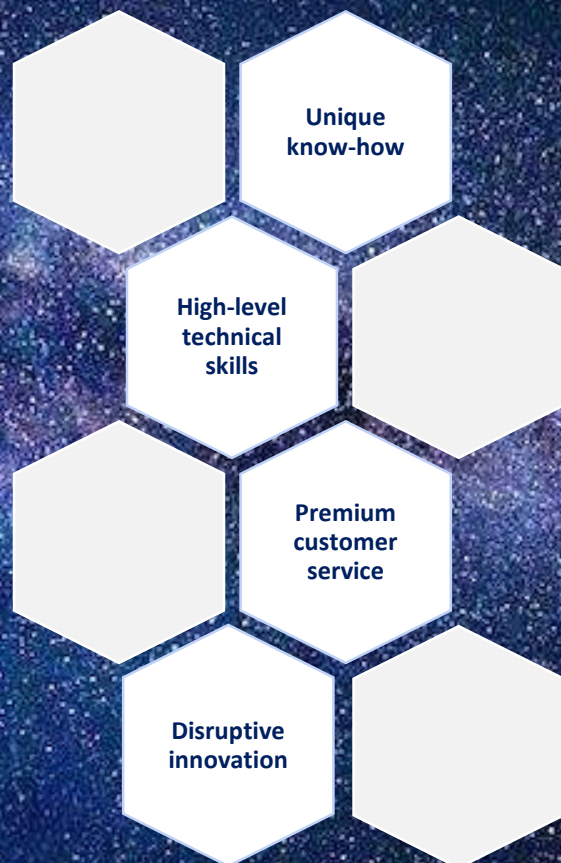 Unique
know-how
High-level
technical
skills
Premium
customer
service
Disruptive
innovation